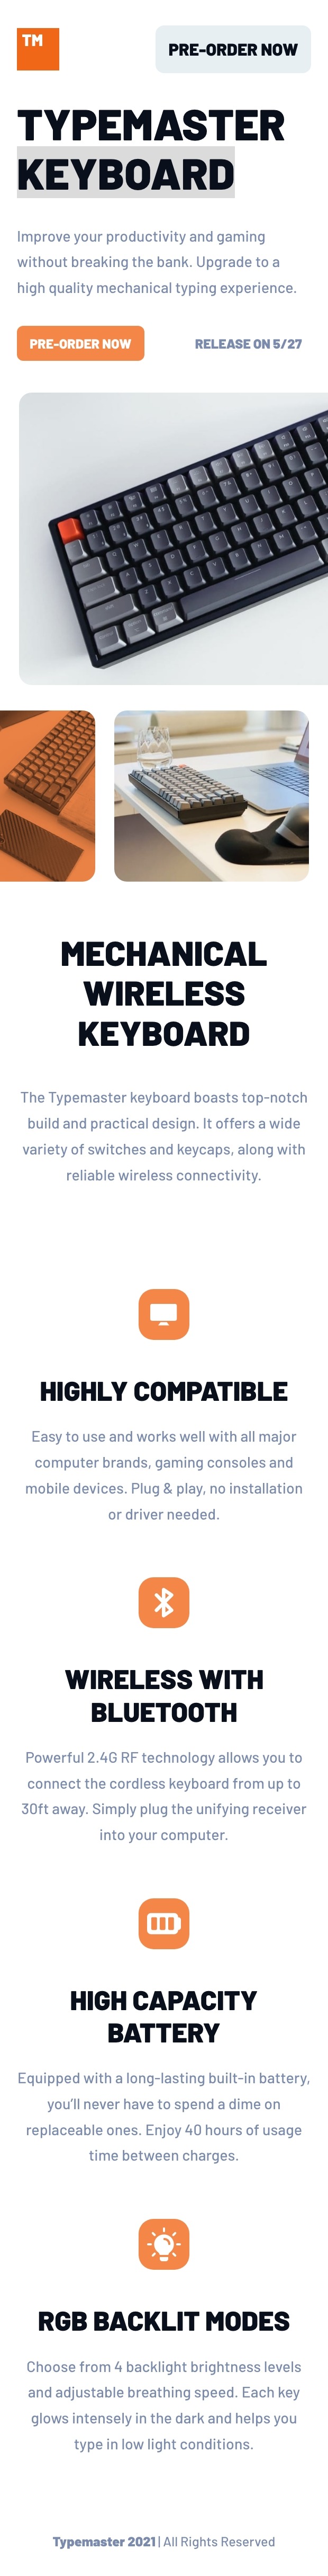 TM
PRE-ORDER NOW
TYPEMASTER
KEYBOARD
Improve your productivity and gaming
without breaking the bank. Upgrade to a
high quality mechanical typing experience.
PRE-ORDER NOW
RELEASE ON 5/27
MECHANICAL
WIRELESS
KEYBOARD
The Typemaster keyboard boasts top-notch
build and practical design. It offers a wide
variety of switches and keycaps, along with
reliable wireless connectivity.
HIGHLY COMPATIBLE
Easy to use and works well with all major
computer brands, gaming consoles and
mobile devices. Plug & play, no installation
or driver needed.
WIRELESS WITH
BLUETOOTH
Powerful 2.4G RF technology allows you to
connect the cordless keyboard from up to
30ft away. Simply plug the unifying receiver
into your computer.
HIGH CAPACITY
BATTERY
Equipped with a long-lasting built-in battery,
you’ll never have to spend a dime on
replaceable ones. Enjoy 40 hours of usage
time between charges.
RGB BACKLIT MODES
Choose from 4 backlight brightness levels
and adjustable breathing speed. Each key
glows intensely in the dark and helps you
type in low light conditions.
Typemaster 2021 | All Rights Reserved